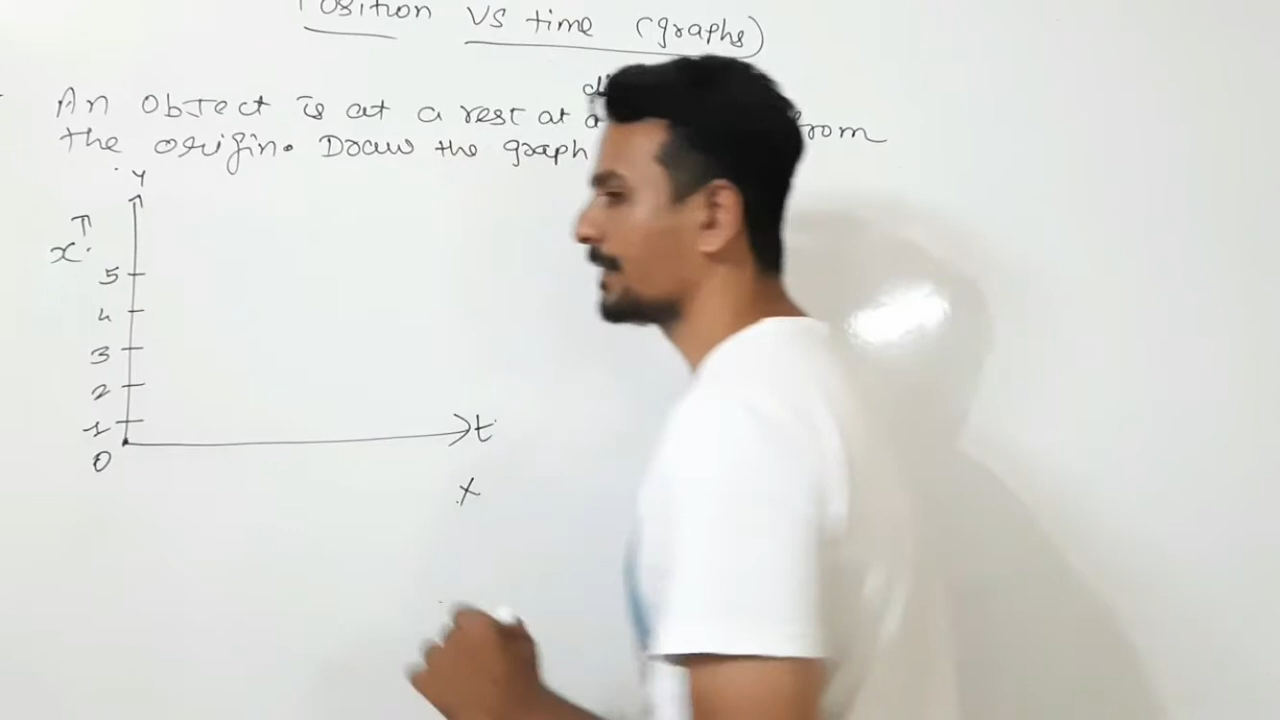 Position vs time (graphs)
An object is at a rest at a from
the origin. Draw the graph
Y
x ↑
5
4
3
2
1
t
0
x